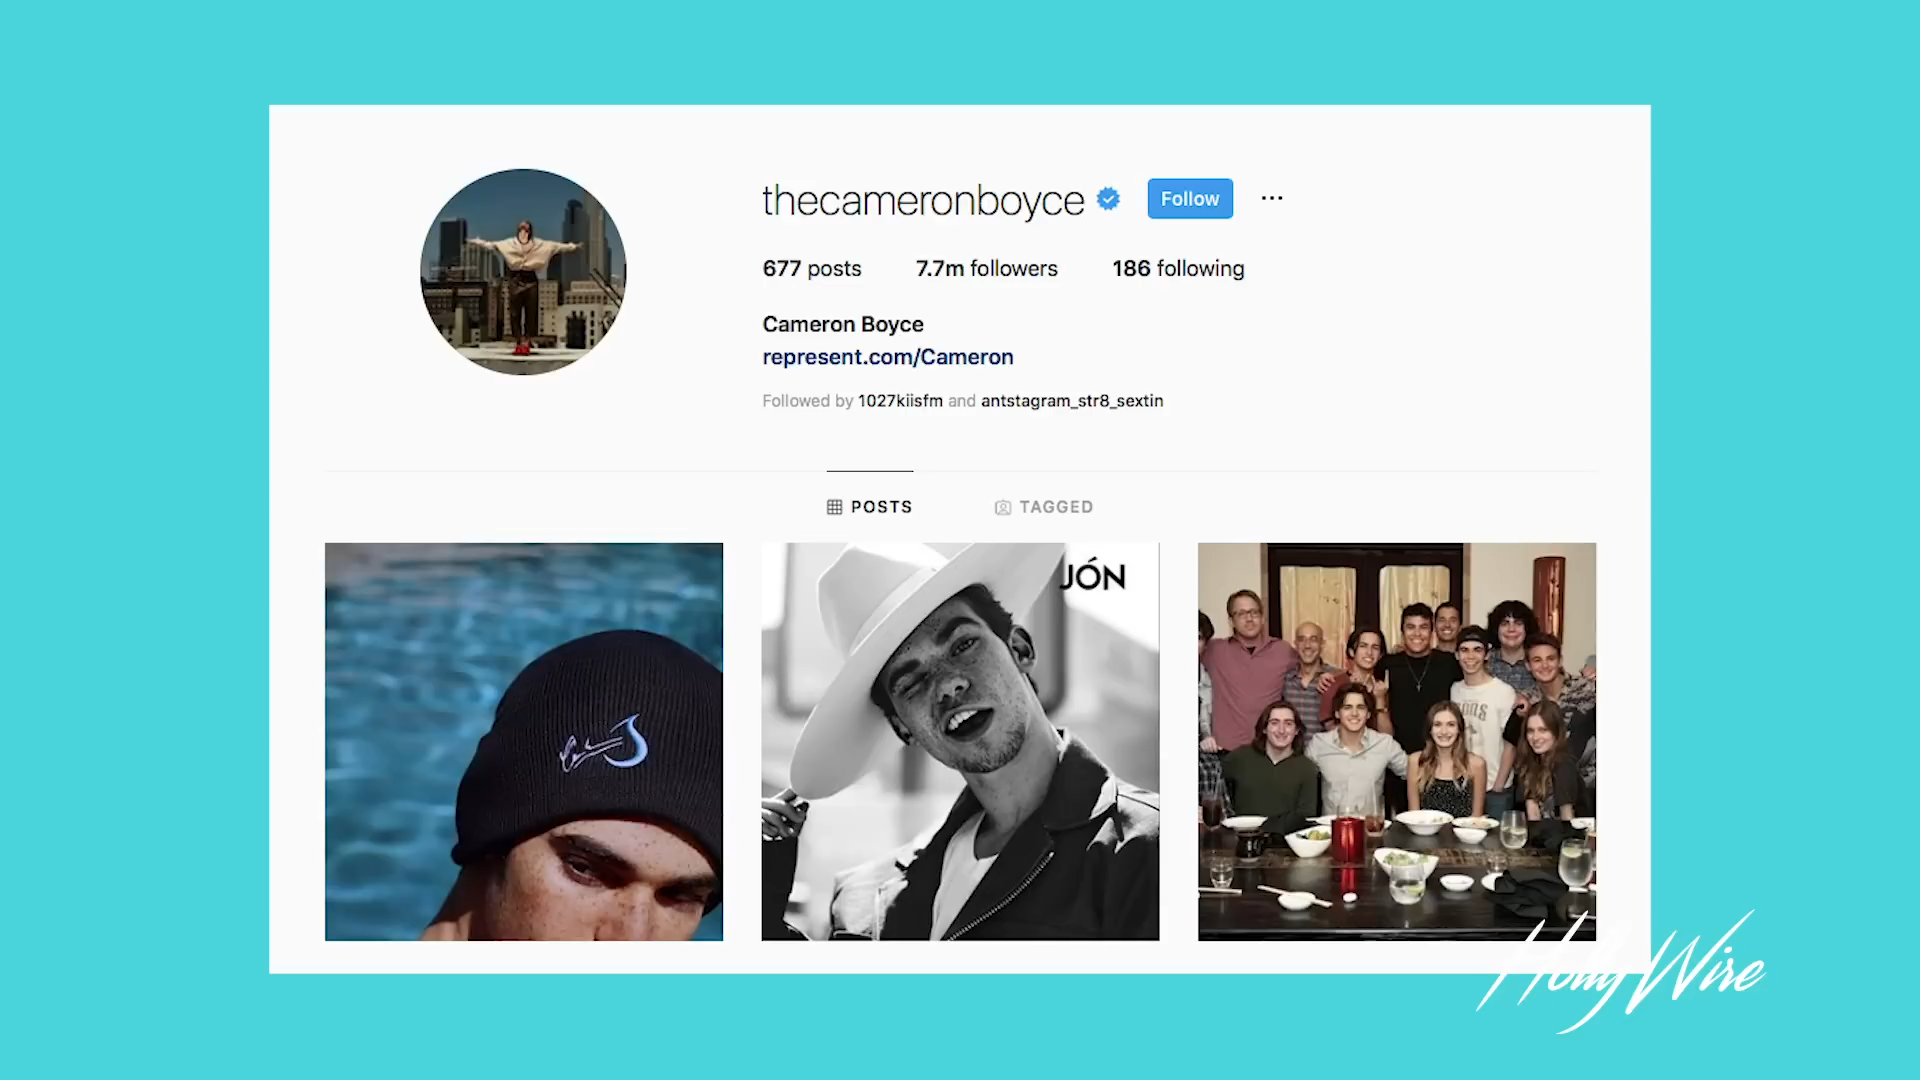 thecameronboyce
Follow
677 posts 7.7m followers 186 following
Cameron Boyce
represent.com/Cameron
Followed by 1027kiisfm and antstagram_str8_sextin
POSTS TAGGED
JÓN
HollyWire